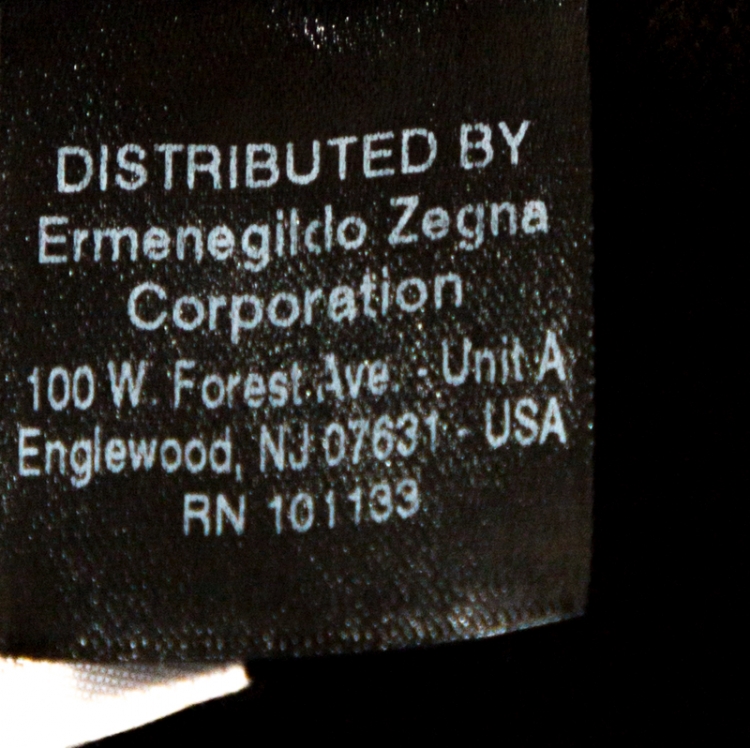 DISTRIBUTED BY
Ermenegildo Zegna
Corporation
100 W. Forest Ave. - Unit A
Englewood, NJ 07631 - USA
RN 101133